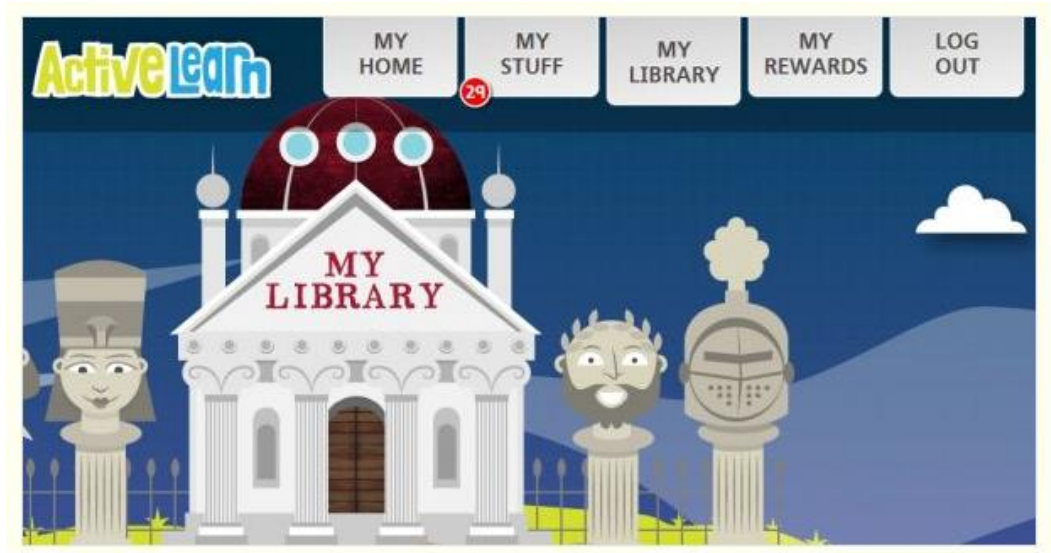 ActiveLearn
MY
HOME
MY
STUFF
29
MY
LIBRARY
MY
REWARDS
LOG
OUT
MY
LIBRARY